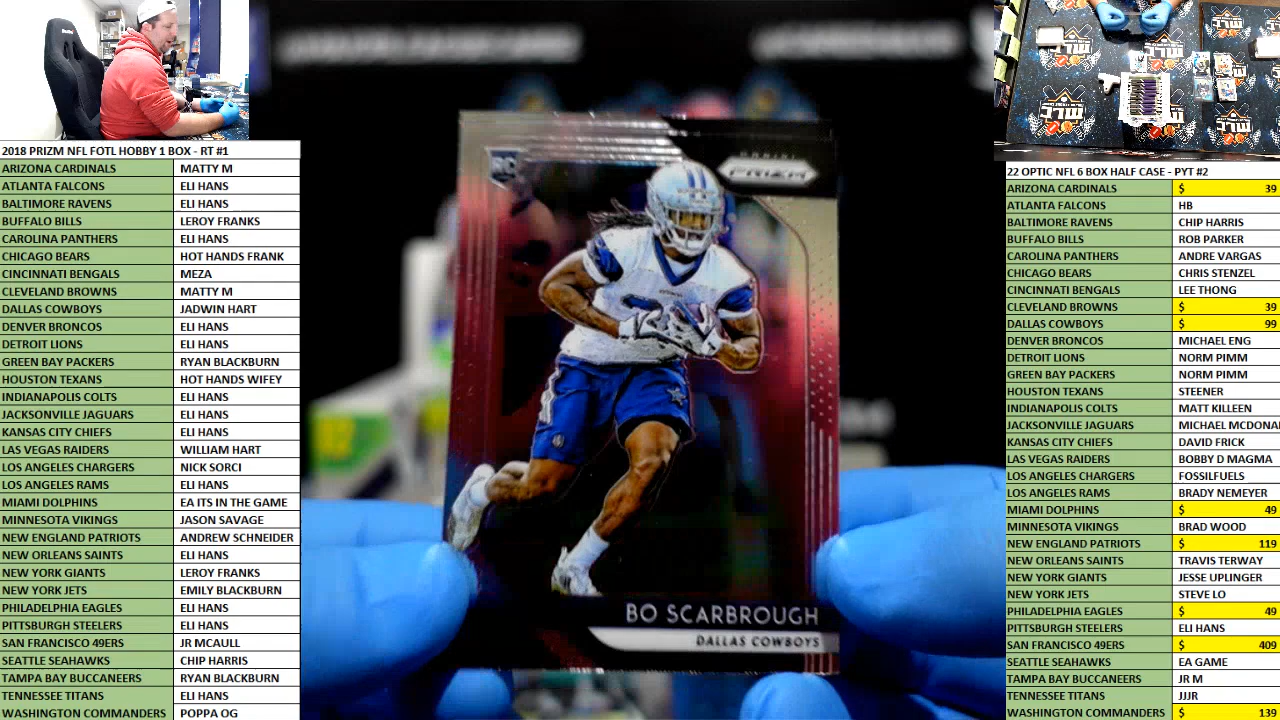 2018 PRIZM NFL FOTL HOBBY 1 BOX - RT #1
ARIZONA CARDINALS MATTY M
ATLANTA FALCONS ELI HANS
BALTIMORE RAVENS ELI HANS
BUFFALO BILLS LEROY FRANKS
CAROLINA PANTHERS ELI HANS
CHICAGO BEARS HOT HANDS FRANK
CINCINNATI BENGALS MEZA
CLEVELAND BROWNS MATTY M
DALLAS COWBOYS JADWIN HART
DENVER BRONCOS ELI HANS
DETROIT LIONS ELI HANS
GREEN BAY PACKERS RYAN BLACKBURN
HOUSTON TEXANS HOT HANDS WIFEY
INDIANAPOLIS COLTS ELI HANS
JACKSONVILLE JAGUARS ELI HANS
KANSAS CITY CHIEFS ELI HANS
LAS VEGAS RAIDERS WILLIAM HART
LOS ANGELES CHARGERS NICK SORCI
LOS ANGELES RAMS ELI HANS
MIAMI DOLPHINS EA ITS IN THE GAME
MINNESOTA VIKINGS JASON SAVAGE
NEW ENGLAND PATRIOTS ANDREW SCHNEIDER
NEW ORLEANS SAINTS ELI HANS
NEW YORK GIANTS LEROY FRANKS
NEW YORK JETS EMILY BLACKBURN
PHILADELPHIA EAGLES ELI HANS
PITTSBURGH STEELERS ELI HANS
SAN FRANCISCO 49ERS JR MCAULL
SEATTLE SEAHAWKS CHIP HARRIS
TAMPA BAY BUCCANEERS RYAN BLACKBURN
TENNESSEE TITANS ELI HANS
WASHINGTON COMMANDERS POPPA OG
RC
PANINI
PRIZM
BO SCARBROUGH
DALLAS COWBOYS
22 OPTIC NFL 6 BOX HALF CASE - PYT #2
ARIZONA CARDINALS $ 39
ATLANTA FALCONS HB
BALTIMORE RAVENS CHIP HARRIS
BUFFALO BILLS ROB PARKER
CAROLINA PANTHERS ANDRE VARGAS
CHICAGO BEARS CHRIS STENZEL
CINCINNATI BENGALS LEE THONG
CLEVELAND BROWNS $ 39
DALLAS COWBOYS $ 99
DENVER BRONCOS MICHAEL ENG
DETROIT LIONS NORM PIMM
GREEN BAY PACKERS NORM PIMM
HOUSTON TEXANS STEENER
INDIANAPOLIS COLTS MATT KILLEEN
JACKSONVILLE JAGUARS MICHAEL MCDONA
KANSAS CITY CHIEFS DAVID FRICK
LAS VEGAS RAIDERS BOBBY D MAGMA
LOS ANGELES CHARGERS FOSSILFUELS
LOS ANGELES RAMS BRADY NEMEYER
MIAMI DOLPHINS $ 49
MINNESOTA VIKINGS BRAD WOOD
NEW ENGLAND PATRIOTS $ 119
NEW ORLEANS SAINTS TRAVIS TERWAY
NEW YORK GIANTS JESSE UPLINGER
NEW YORK JETS STEVE LO
PHILADELPHIA EAGLES $ 49
PITTSBURGH STEELERS ELI HANS
SAN FRANCISCO 49ERS $ 409
SEATTLE SEAHAWKS EA GAME
TAMPA BAY BUCCANEERS JR M
TENNESSEE TITANS JJJR
WASHINGTON COMMANDERS $ 139